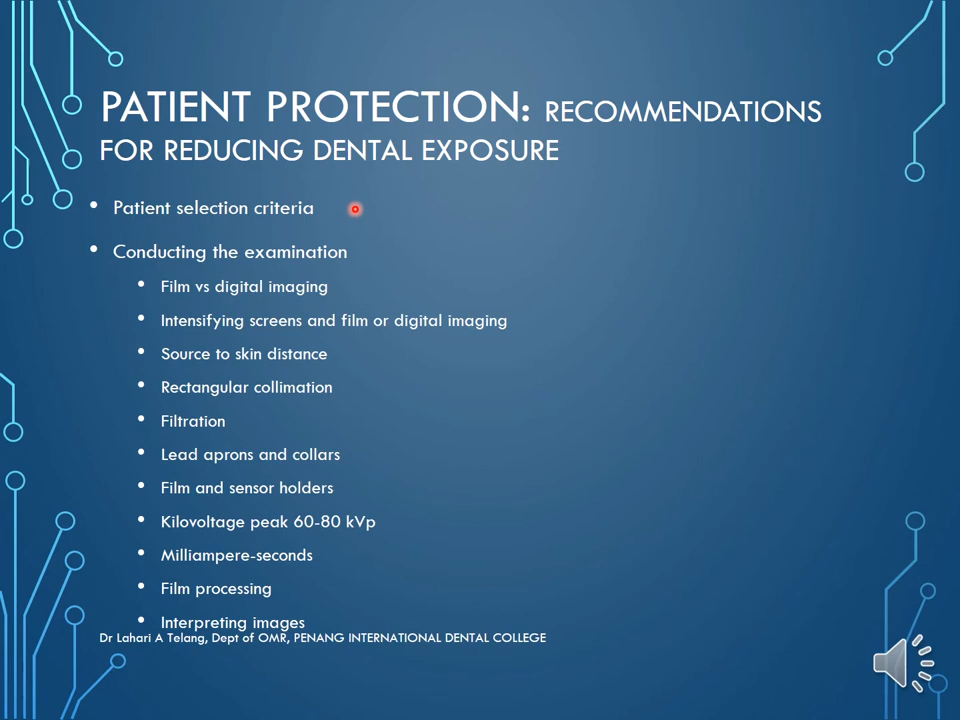 PATIENT PROTECTION: RECOMMENDATIONS
FOR REDUCING DENTAL EXPOSURE
• Patient selection criteria
• Conducting the examination
• Film vs digital imaging
• Intensifying screens and film or digital imaging
• Source to skin distance
• Rectangular collimation
• Filtration
• Lead aprons and collars
• Film and sensor holders
• Kilovoltage peak 60-80 kVp
• Milliampere-seconds
• Film processing
• Interpreting images
Dr Lahari A Telang, Dept of OMR, PENANG INTERNATIONAL DENTAL COLLEGE